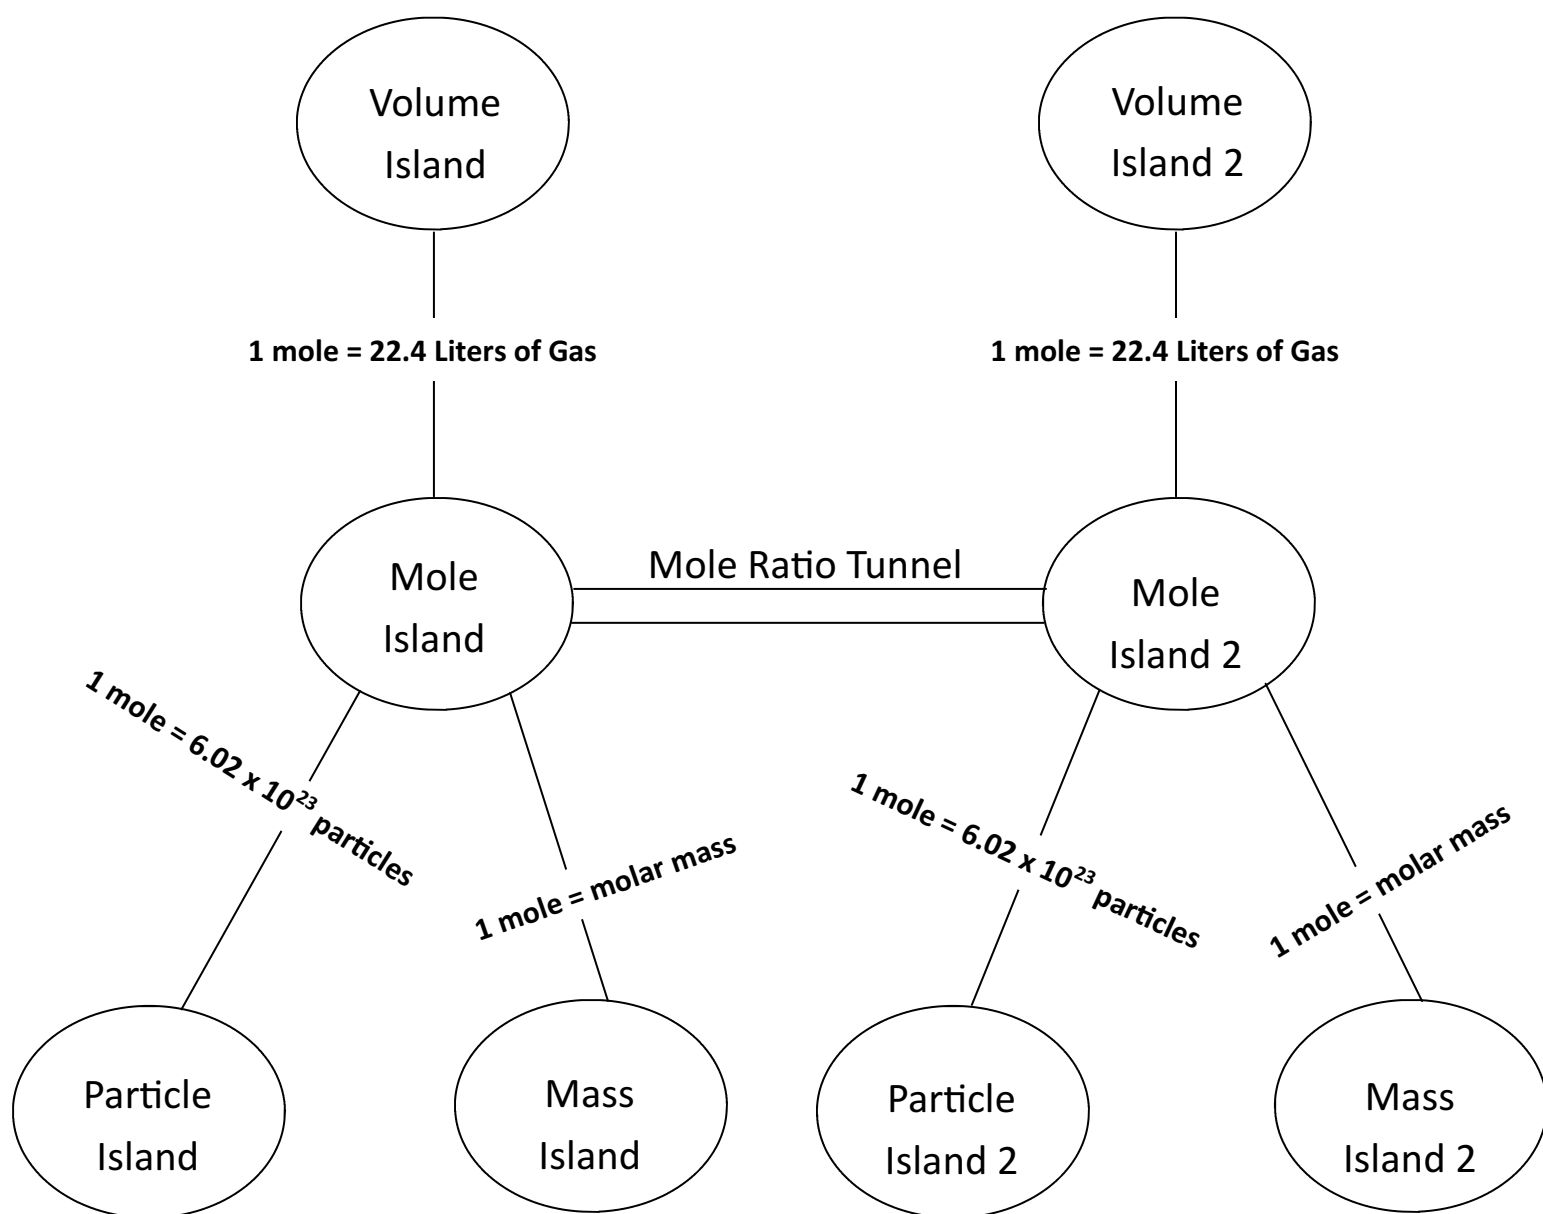 Volume
Island
Volume
Island 2
1 mole = 22.4 Liters of Gas
1 mole = 22.4 Liters of Gas
Mole
Island
Mole Ratio Tunnel
Mole
Island 2
1 mole = 6.02 x 10²³ particles
1 mole = molar mass
1 mole = 6.02 x 10²³ particles
1 mole = molar mass
Particle
Island
Mass
Island
Particle
Island 2
Mass
Island 2